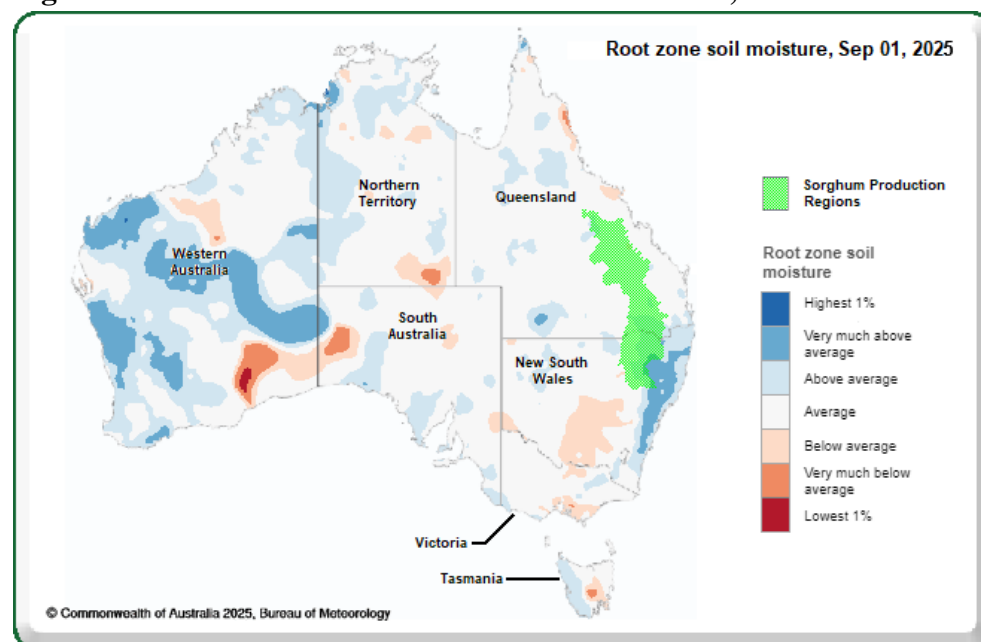 Root zone soil moisture, Sep 01, 2025
Northern
Territory
Queensland
Western
Australia
South
Australia
New South
Wales
Victoria
Tasmania
Sorghum Production
Regions
Root zone soil
moisture
Highest 1%
Very much above
average
Above average
Average
Below average
Very much below
average
Lowest 1%
© Commonwealth of Australia 2025, Bureau of Meteorology